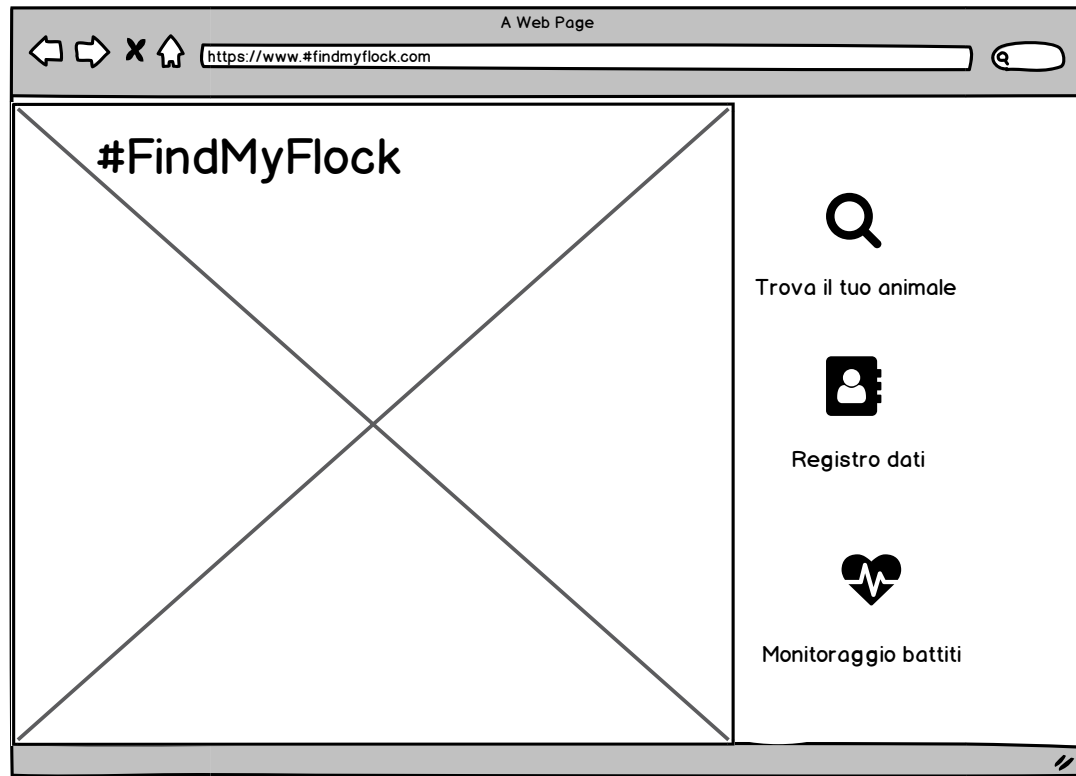 A Web Page
https://www.#findmyflock.com
#FindMyFlock
Trova il tuo animale
Registro dati
Monitoraggio battiti